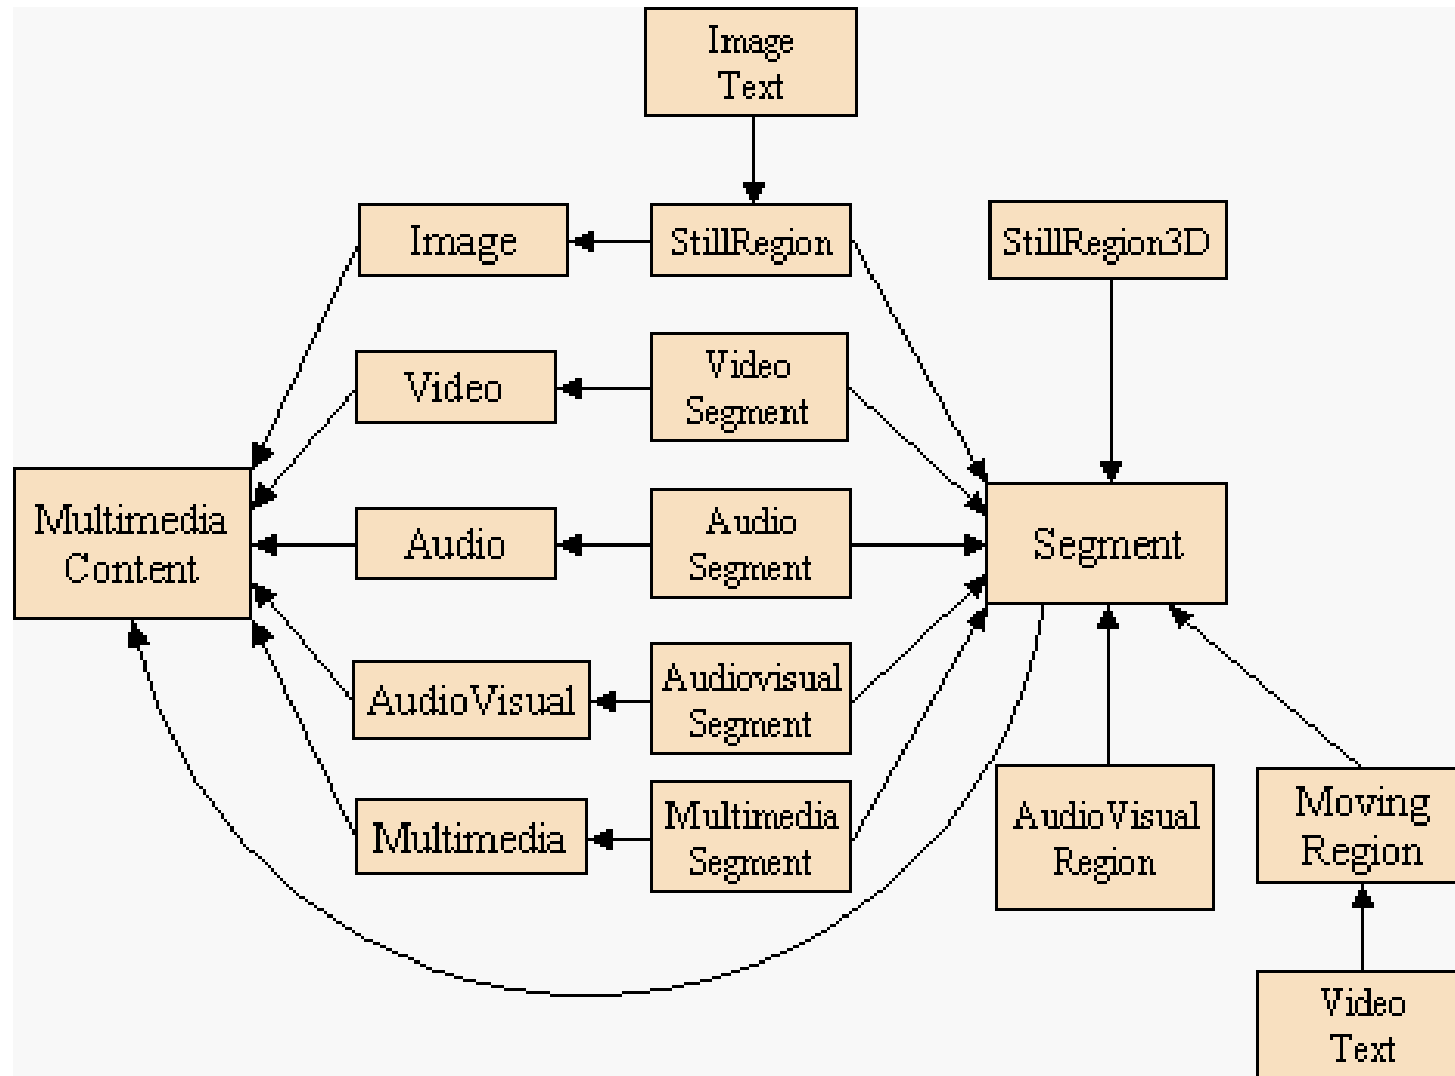 Image
Text
Image
StillRegion
StillRegion3D
Video
Video
Segment
Multimedia
Content
Audio
Audio
Segment
Segment
AudioVisual
Audiovisual
Segment
Multimedia
Multimedia
Segment
AudioVisual
Region
Moving
Region
Video
Text